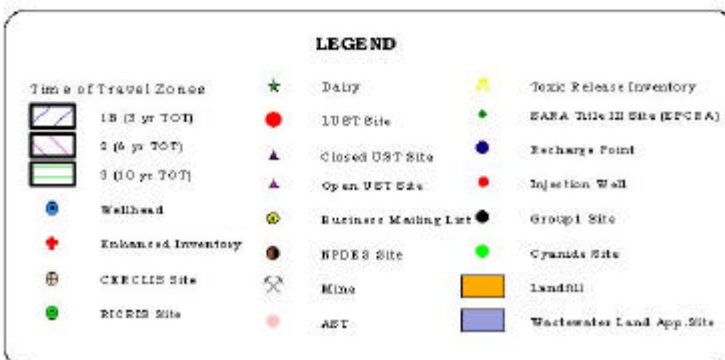 LEGEND
Time of Travel Zones
1B (3 yr TOT)
2 (6 yr TOT)
3 (10 yr TOT)
Wellhead
Enhanced Inventory
CERCLIS Site
RICRIS Site
Dairy
LUST Site
Closed UST Site
Open UST Site
Business Mailing List
NPDES Site
Mine
AST
Toxic Release Inventory
SARA Title III Site (EPCRA)
Recharge Point
Injection Well
Group1 Site
Cyanide Site
Landfill
Wastewater Land App.Site